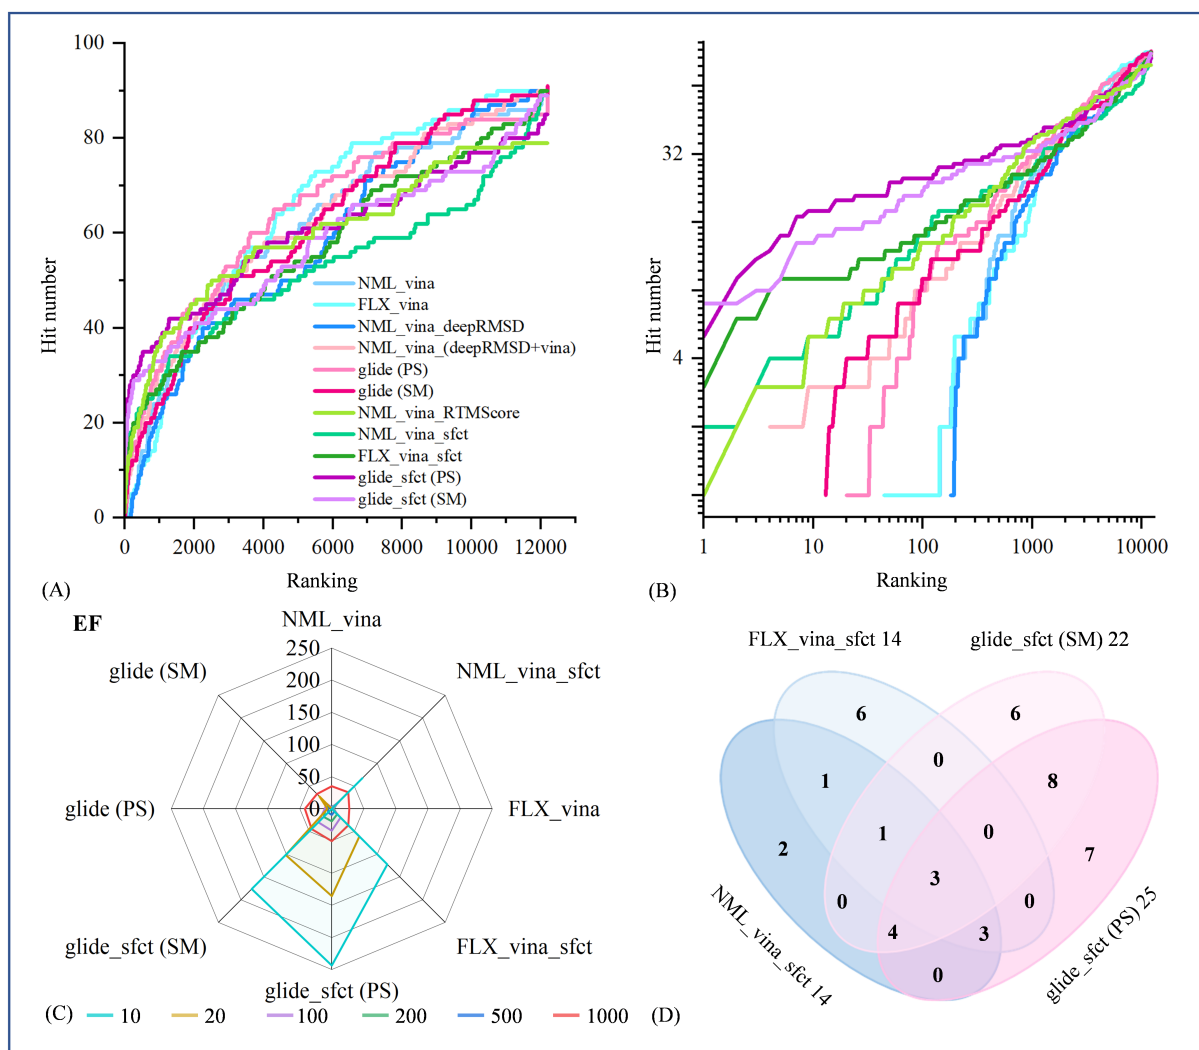 100
80
60
40
20
0
Hit number
NML_vina
FLX_vina
NML_vina_deepRMSD
NML_vina_(deepRMSD+vina)
glide (PS)
glide (SM)
NML_vina_RTMScore
NML_vina_sfct
FLX_vina_sfct
glide_sfct (PS)
glide_sfct (SM)
0 2000 4000 6000 8000 10000 12000
Ranking
(A)
32
4
Hit number
1 10 100 1000 10000
Ranking
(B)
EF
NML_vina
250
200
150
100
50
0
NML_vina_sfct
FLX_vina
FLX_vina_sfct
glide_sfct (PS)
glide_sfct (SM)
glide (PS)
glide (SM)
(C) 10 20 100 200 500 1000
FLX_vina_sfct 14
glide_sfct (SM) 22
6 6
0
1 8
1 0
2 7
3
0 0
4 3
0
NML_vina_sfct 14
glide_sfct (PS) 25
(D)